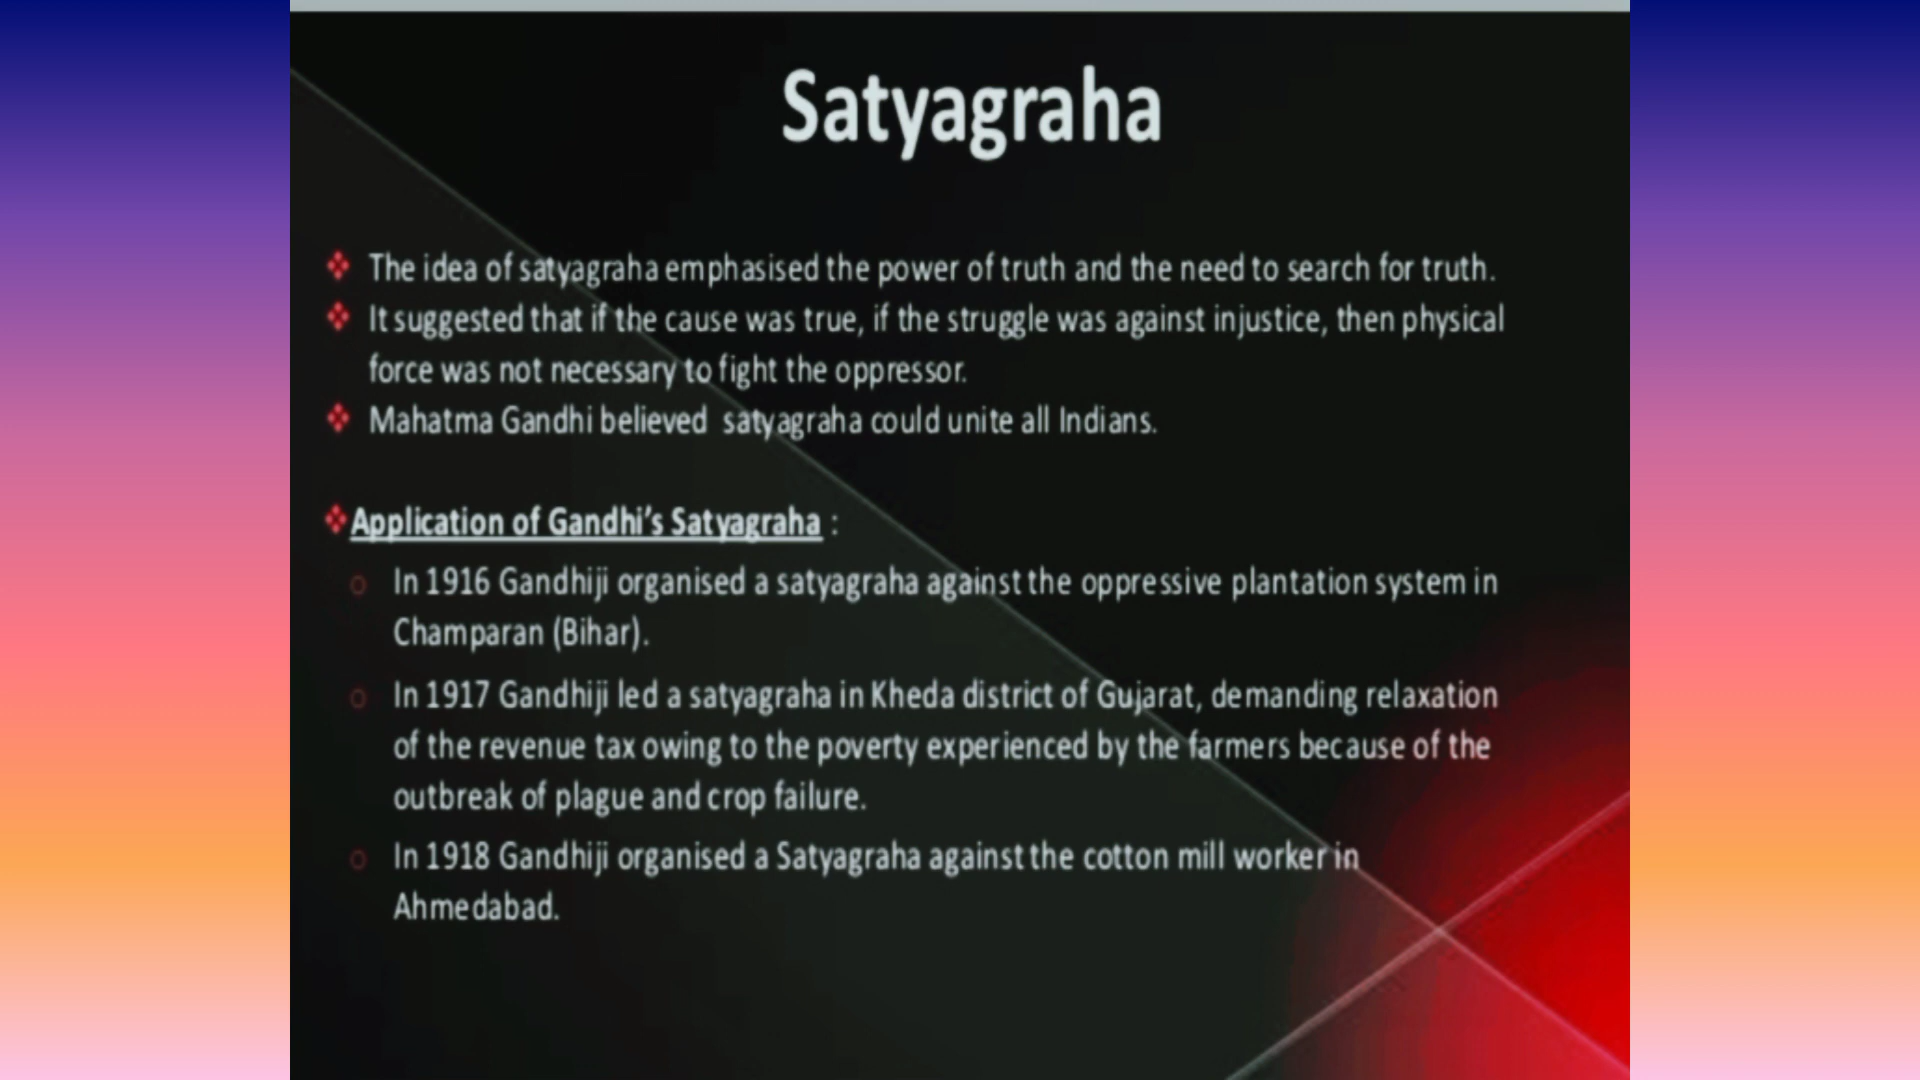 Satyagraha
The idea of satyagraha emphasised the power of truth and the need to search for truth.
It suggested that if the cause was true, if the struggle was against injustice, then physical
force was not necessary to fight the oppressor.
Mahatma Gandhi believed satyagraha could unite all Indians.
Application of Gandhi's Satyagraha :
In 1916 Gandhiji organised a satyagraha against the oppressive plantation system in
Champaran (Bihar).
In 1917 Gandhiji led a satyagraha in Kheda district of Gujarat, demanding relaxation
of the revenue tax owing to the poverty experienced by the farmers because of the
outbreak of plague and crop failure.
In 1918 Gandhiji organised a Satyagraha against the cotton mill worker in
Ahmedabad.